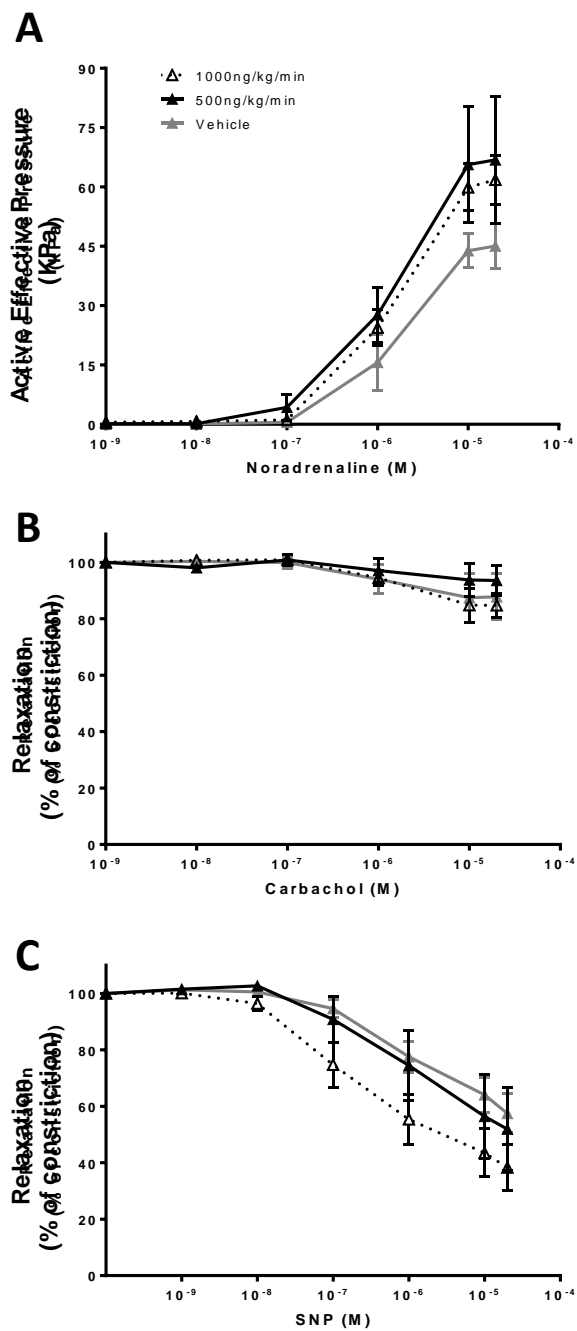 A
Active Effective Pressure
(KPa)
90
75
60
45
30
15
0
1000ng/kg/min
500ng/kg/min
Vehicle
10-9
10-8
10-7
10-6
10-5
10-4
Noradrenaline (M)
B
Relaxation
(% of constriction)
100
80
60
40
20
0
10-9
10-8
10-7
10-6
10-5
10-4
Carbachol (M)
C
Relaxation
(% of constriction)
100
80
60
40
20
0
10-9
10-8
10-7
10-6
10-5
10-4
SNP (M)